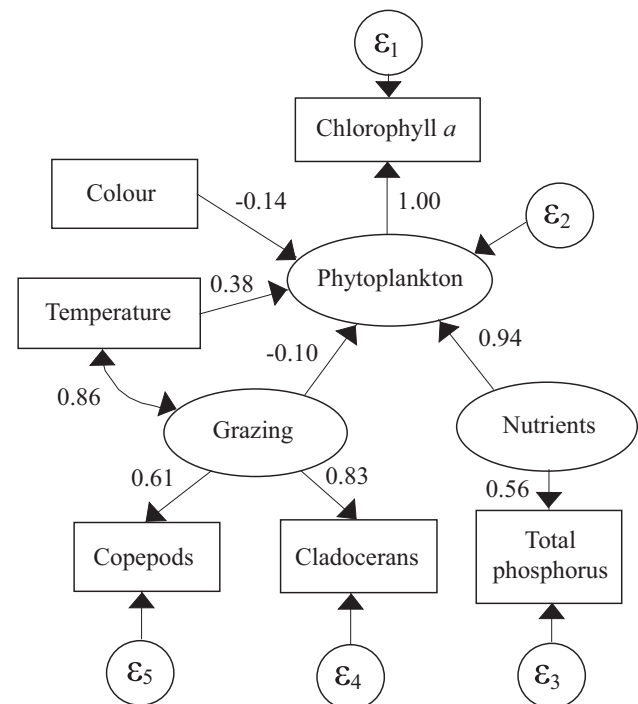 ε1
Chlorophyll a
Colour
-0.14
1.00
ε2
Phytoplankton
0.38
Temperature
-0.10
0.94
0.86
Grazing
Nutrients
0.61
0.83
0.56
Copepods
Cladocerans
Total
phosphorus
ε5
ε4
ε3